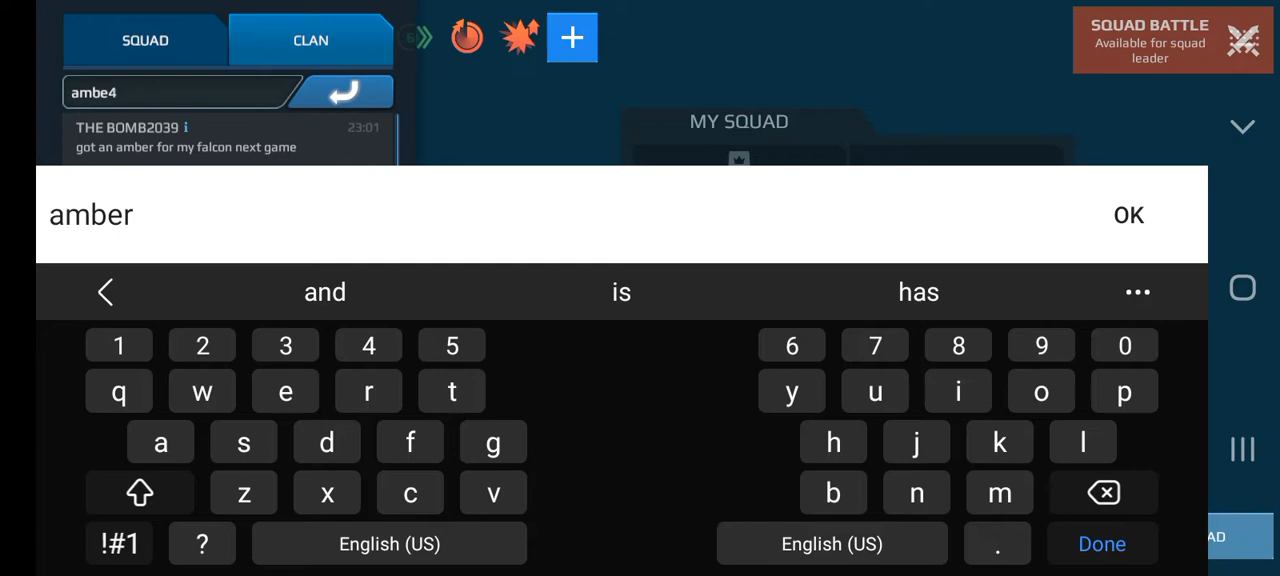 SQUAD
CLAN
6
SQUAD BATTLE
Available for squad
leader
ambe4
THE BOMB2039 i
23:01
got an amber for my falcon next game
MY SQUAD
amber
OK
and
is
has
1 2 3 4 5 6 7 8 9 0
q w e r t y u i o p
a s d f g h j k l
z x c v b n m
!#1 ? English (US) English (US) . Done
AD